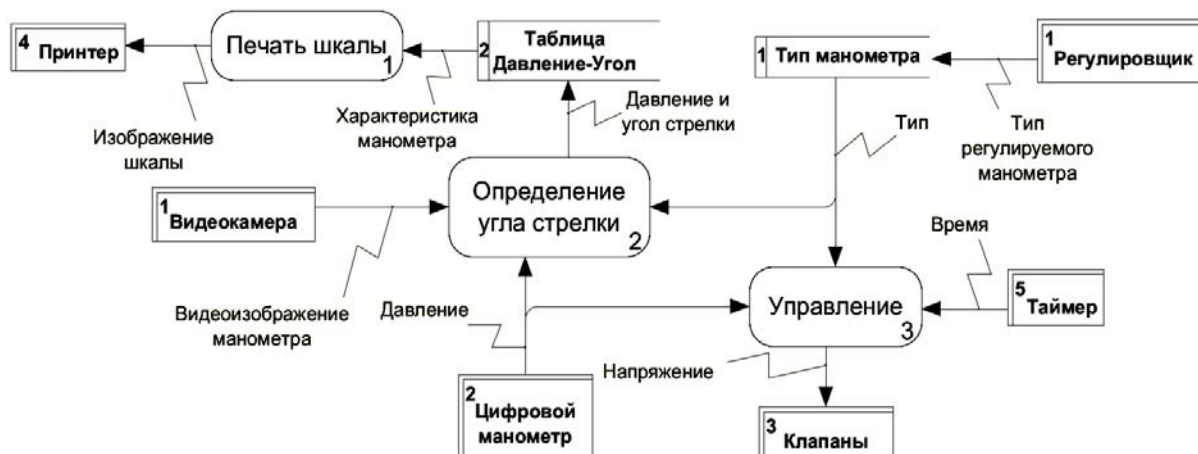 4
Принтер
Печать шкалы
1
2
Таблица
Давление-Угол
1
Тип манометра
1
Регулировщик
Изображение
шкалы
Характеристика
манометра
Давление и
угол стрелки
Тип
Тип
регулируемого
манометра
1
Видеокамера
Определение
угла стрелки
2
Время
Видеоизображение
манометра
Давление
Управление
3
5
Таймер
Напряжение
2
Цифровой
манометр
3
Клапаны